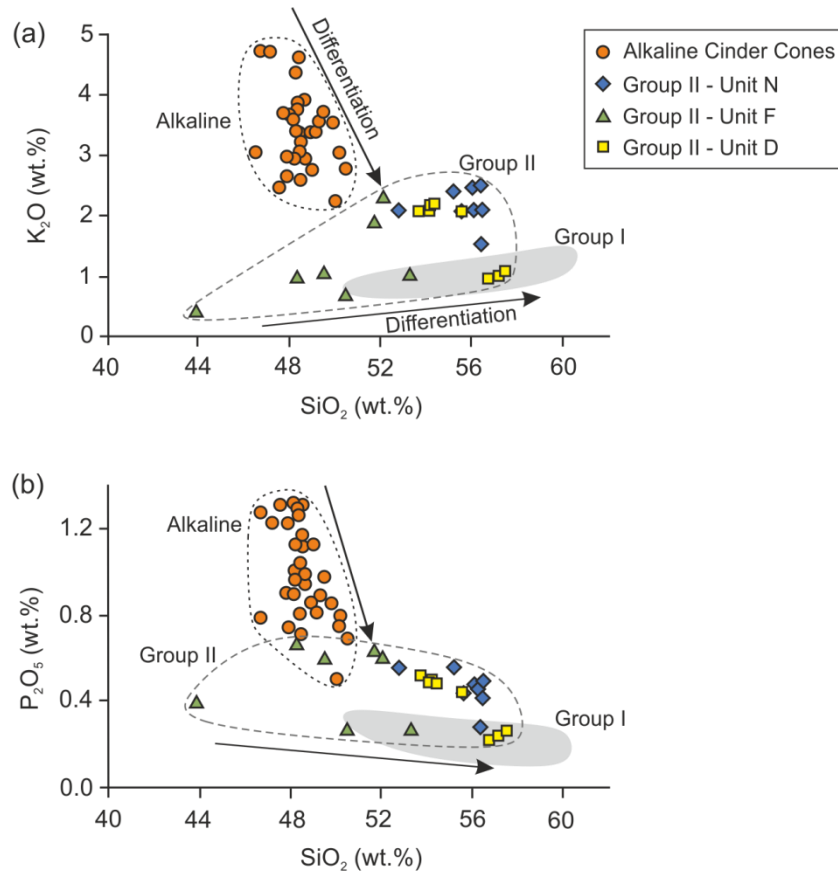 (a)
6
5
4
3
2
1
0
K₂O (wt.%)
40
44
48
52
56
60
SiO₂ (wt.%)
Alkaline
Differentiation
Group II
Group I
Differentiation
Alkaline Cinder Cones
Group II - Unit N
Group II - Unit F
Group II - Unit D
(b)
1.2
0.8
0.4
0.0
P₂O₅ (wt.%)
40
44
48
52
56
60
SiO₂ (wt.%)
Alkaline
Group II
Group I